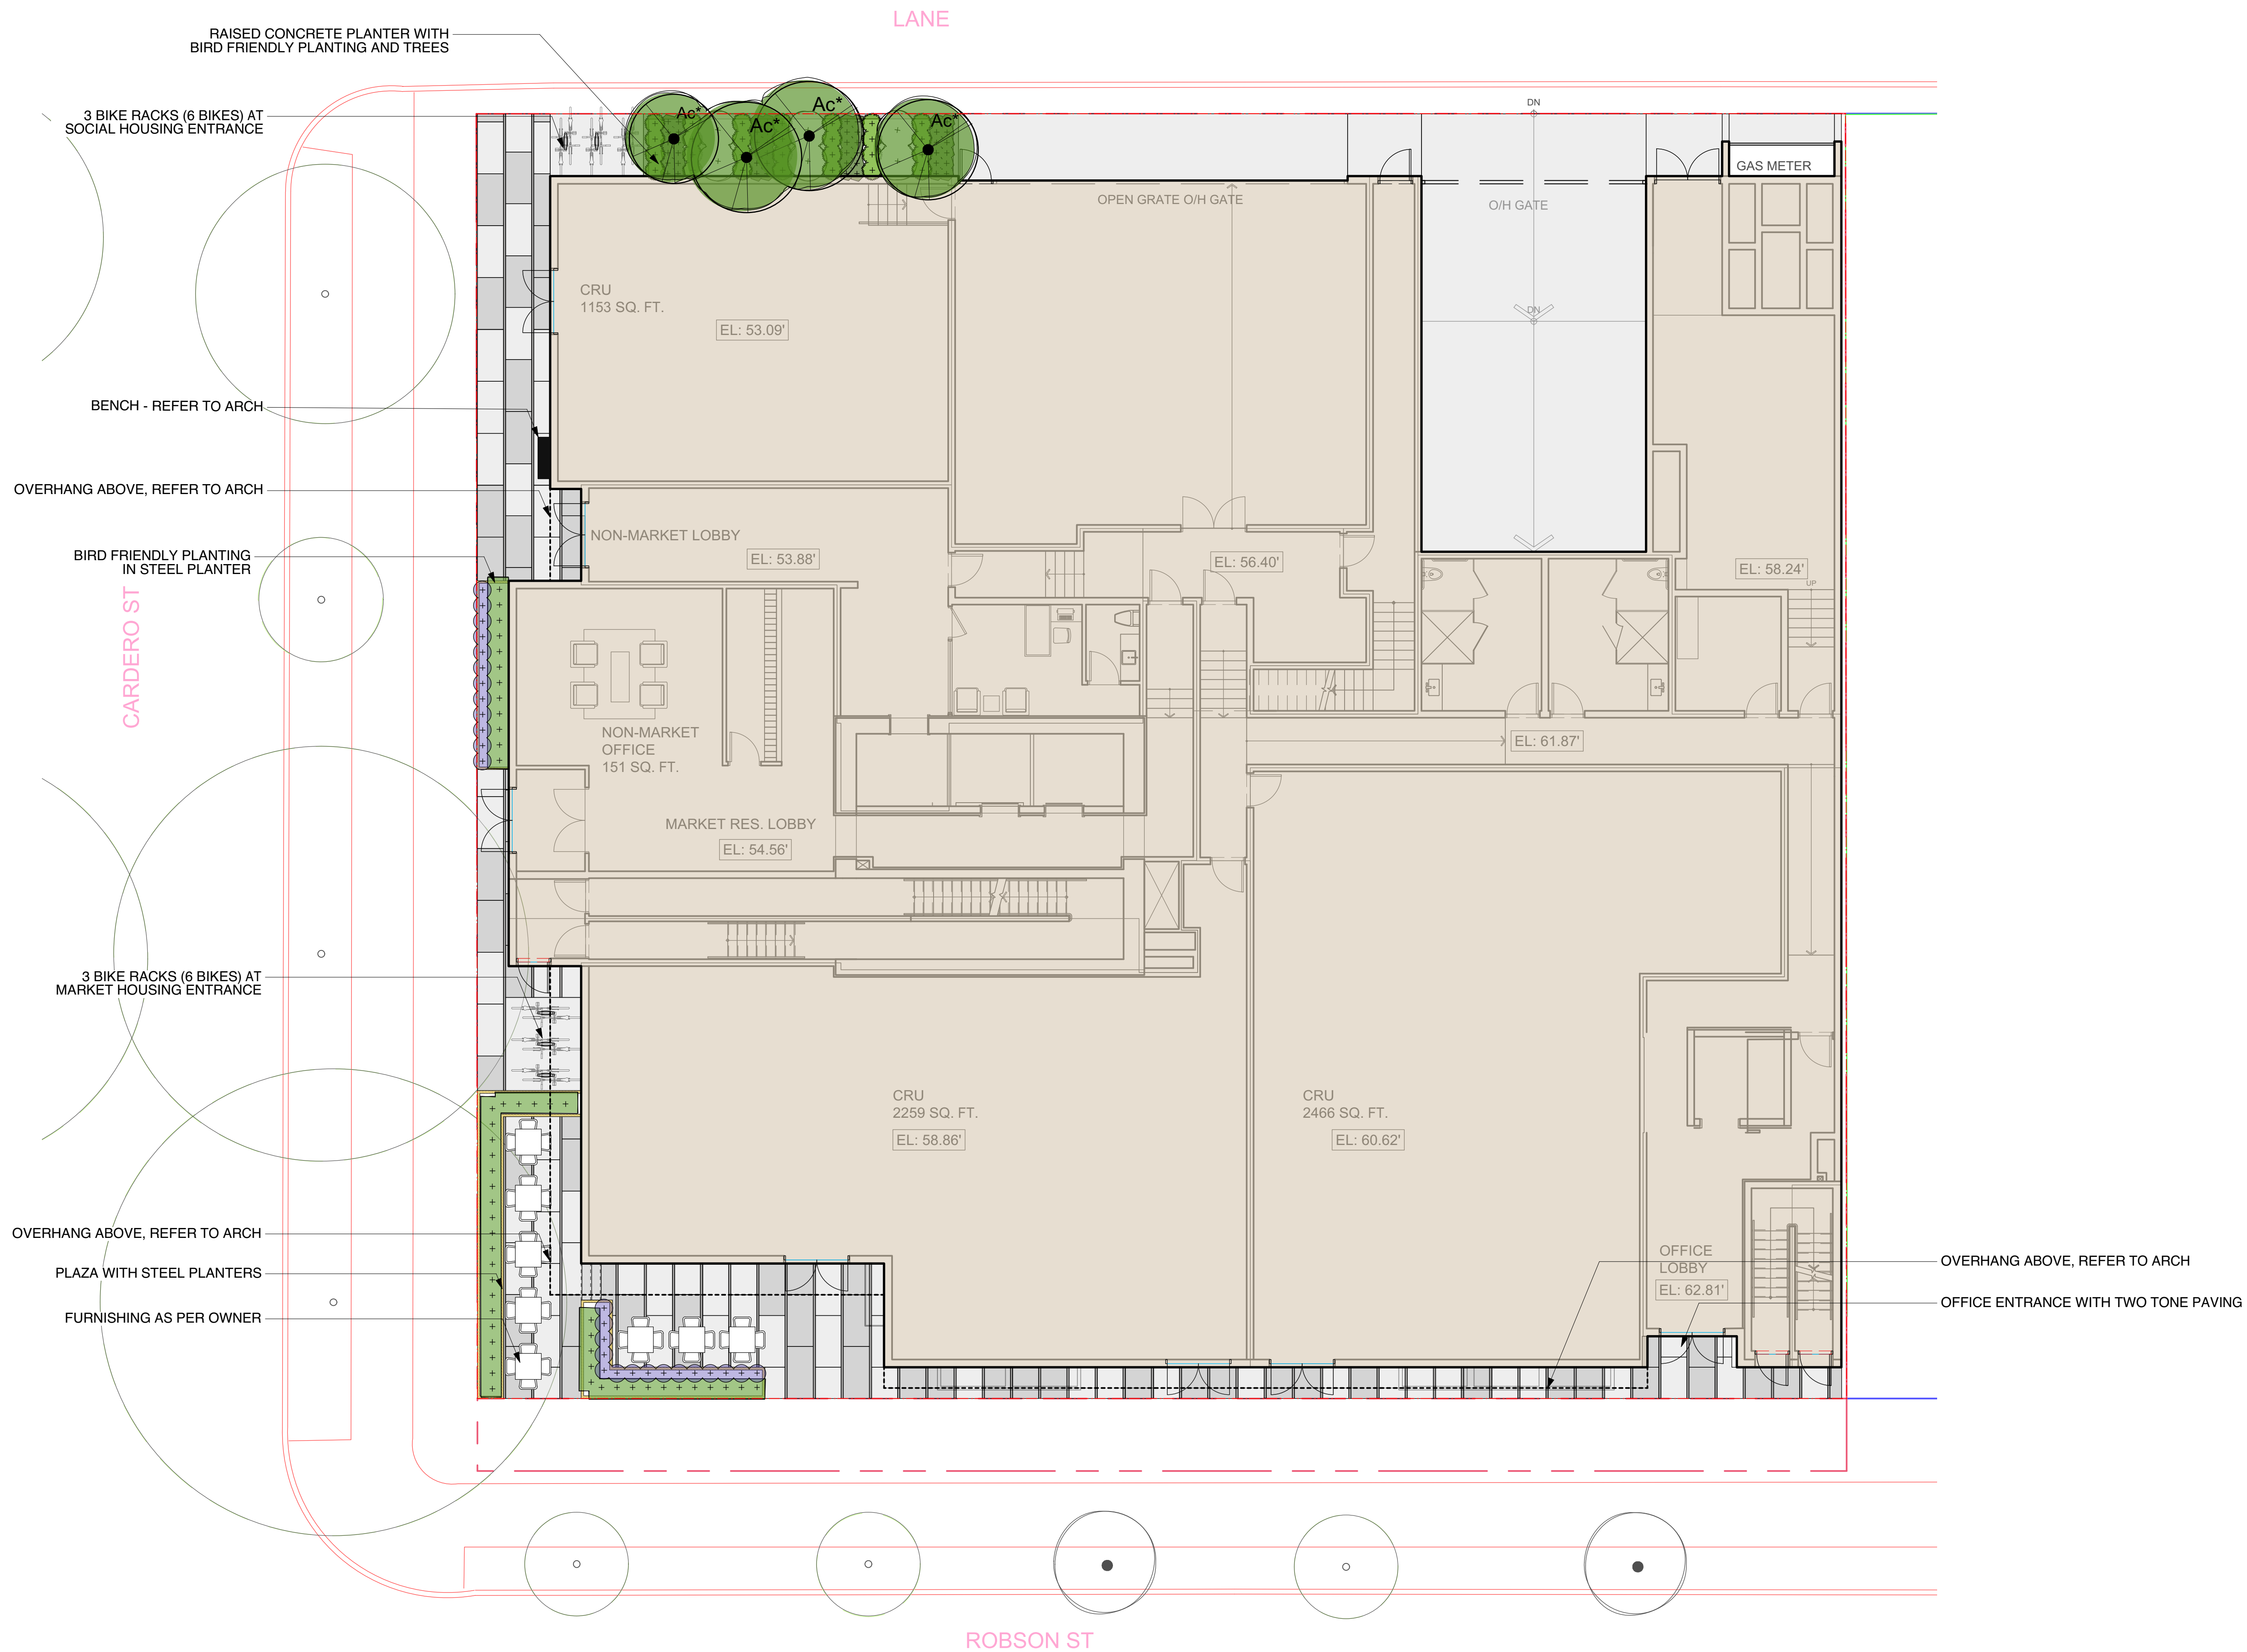 LANE
RAISED CONCRETE PLANTER WITH
BIRD FRIENDLY PLANTING AND TREES
3 BIKE RACKS (6 BIKES) AT
SOCIAL HOUSING ENTRANCE
Ac*
Ac*
Ac*
Ac*
DN
GAS METER
OPEN GRATE O/H GATE
O/H GATE
CRU
1153 SQ. FT.
EL: 53.09'
DN
BENCH - REFER TO ARCH
OVERHANG ABOVE, REFER TO ARCH
NON-MARKET LOBBY
EL: 53.88'
EL: 56.40'
EL: 58.24'
UP
BIRD FRIENDLY PLANTING
IN STEEL PLANTER
CARDERO ST
NON-MARKET
OFFICE
151 SQ. FT.
EL: 61.87'
MARKET RES. LOBBY
EL: 54.56'
3 BIKE RACKS (6 BIKES) AT
MARKET HOUSING ENTRANCE
CRU
2259 SQ. FT.
EL: 58.86'
CRU
2466 SQ. FT.
EL: 60.62'
OVERHANG ABOVE, REFER TO ARCH
PLAZA WITH STEEL PLANTERS
FURNISHING AS PER OWNER
OFFICE
LOBBY
EL: 62.81'
OVERHANG ABOVE, REFER TO ARCH
OFFICE ENTRANCE WITH TWO TONE PAVING
ROBSON ST